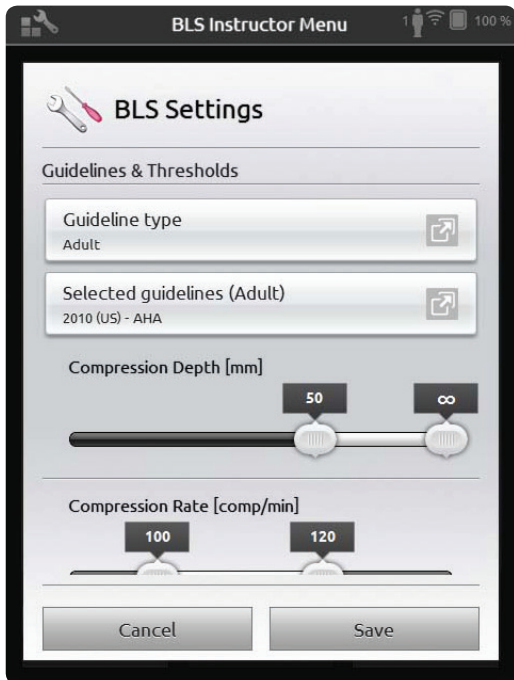 BLS Instructor Menu 1 100 %
BLS Settings
Guidelines & Thresholds
Guideline type
Adult
Selected guidelines (Adult)
2010 (US) - AHA
Compression Depth [mm]
50 ∞
Compression Rate [comp/min]
100 120
Cancel Save